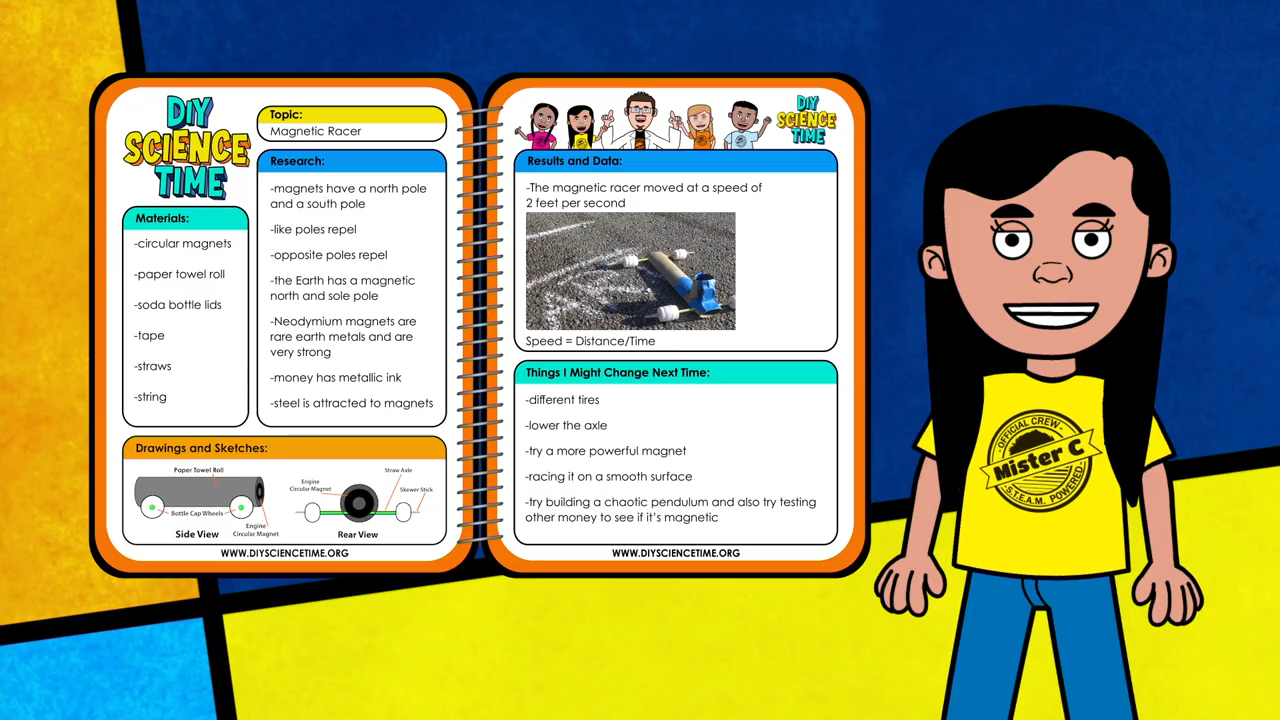 DIY
SCIENCE
TIME
Topic:
Magnetic Racer
Materials:
-circular magnets
-paper towel roll
-soda bottle lids
-tape
-straws
-string
Research:
-magnets have a north pole
and a south pole
-like poles repel
-opposite poles repel
-the Earth has a magnetic
north and sole pole
-Neodymium magnets are
rare earth metals and are
very strong
-money has metallic ink
-steel is attracted to magnets
Drawings and Sketches:
Paper Towel Roll
Bottle Cap Wheels
Engine
Circular Magnet
Side View
Engine
Circular Magnet
Straw Axle
Skewer Stick
Rear View
WWW.DIYSCIENCETIME.ORG
DIY
SCIENCE
TIME
Results and Data:
-The magnetic racer moved at a speed of
2 feet per second
Speed = Distance/Time
Things I Might Change Next Time:
-different tires
-lower the axle
-try a more powerful magnet
-racing it on a smooth surface
-try building a chaotic pendulum and also try testing
other money to see if it's magnetic
WWW.DIYSCIENCETIME.ORG
OFFICIAL CREW
Mister C
S.T.E.A.M. POWERED